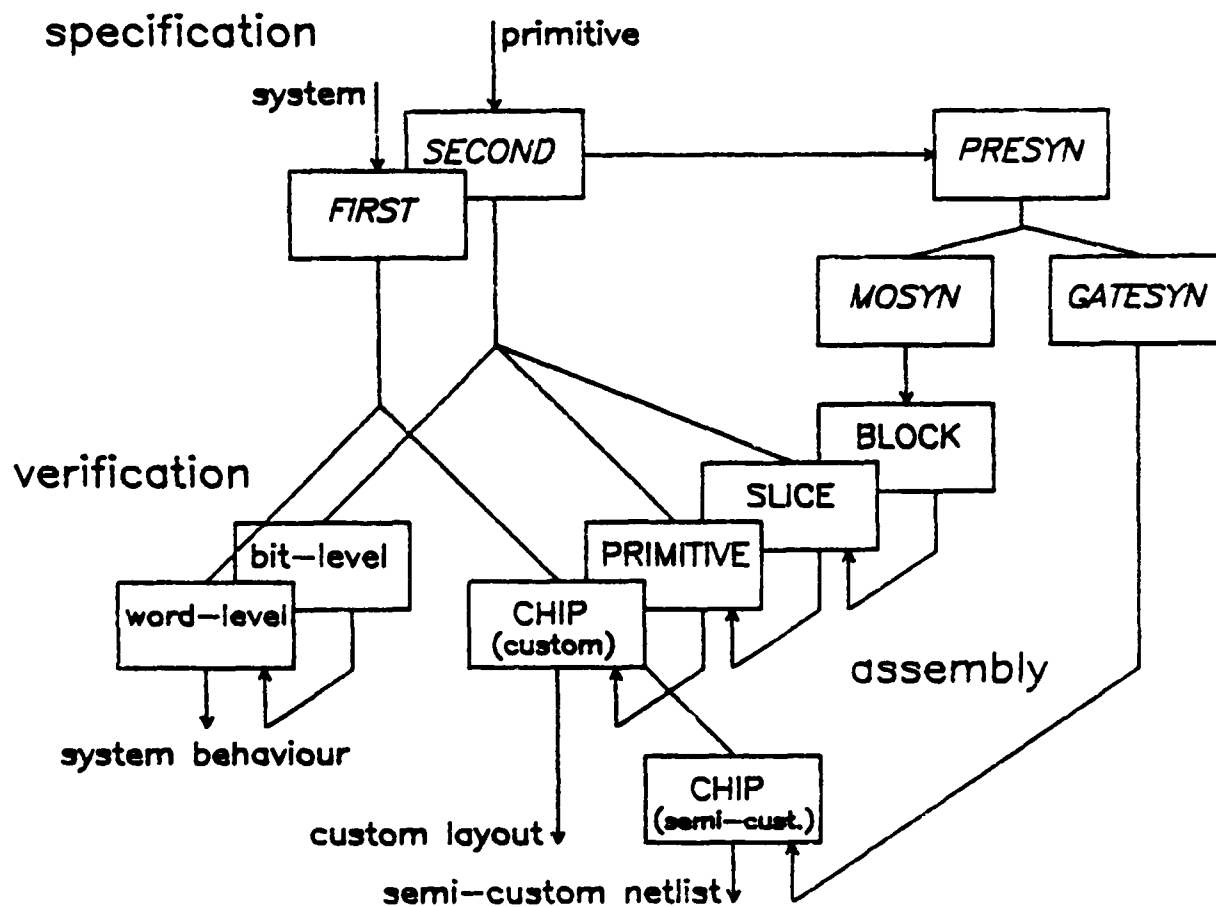 specification
primitive
system
SECOND
PRESYN
FIRST
MOSYN
GATESYN
BLOCK
verification
SLICE
bit-level
PRIMITIVE
word-level
CHIP
(custom)
assembly
system behaviour
CHIP
(semi-cust.)
custom layout
semi-custom netlist